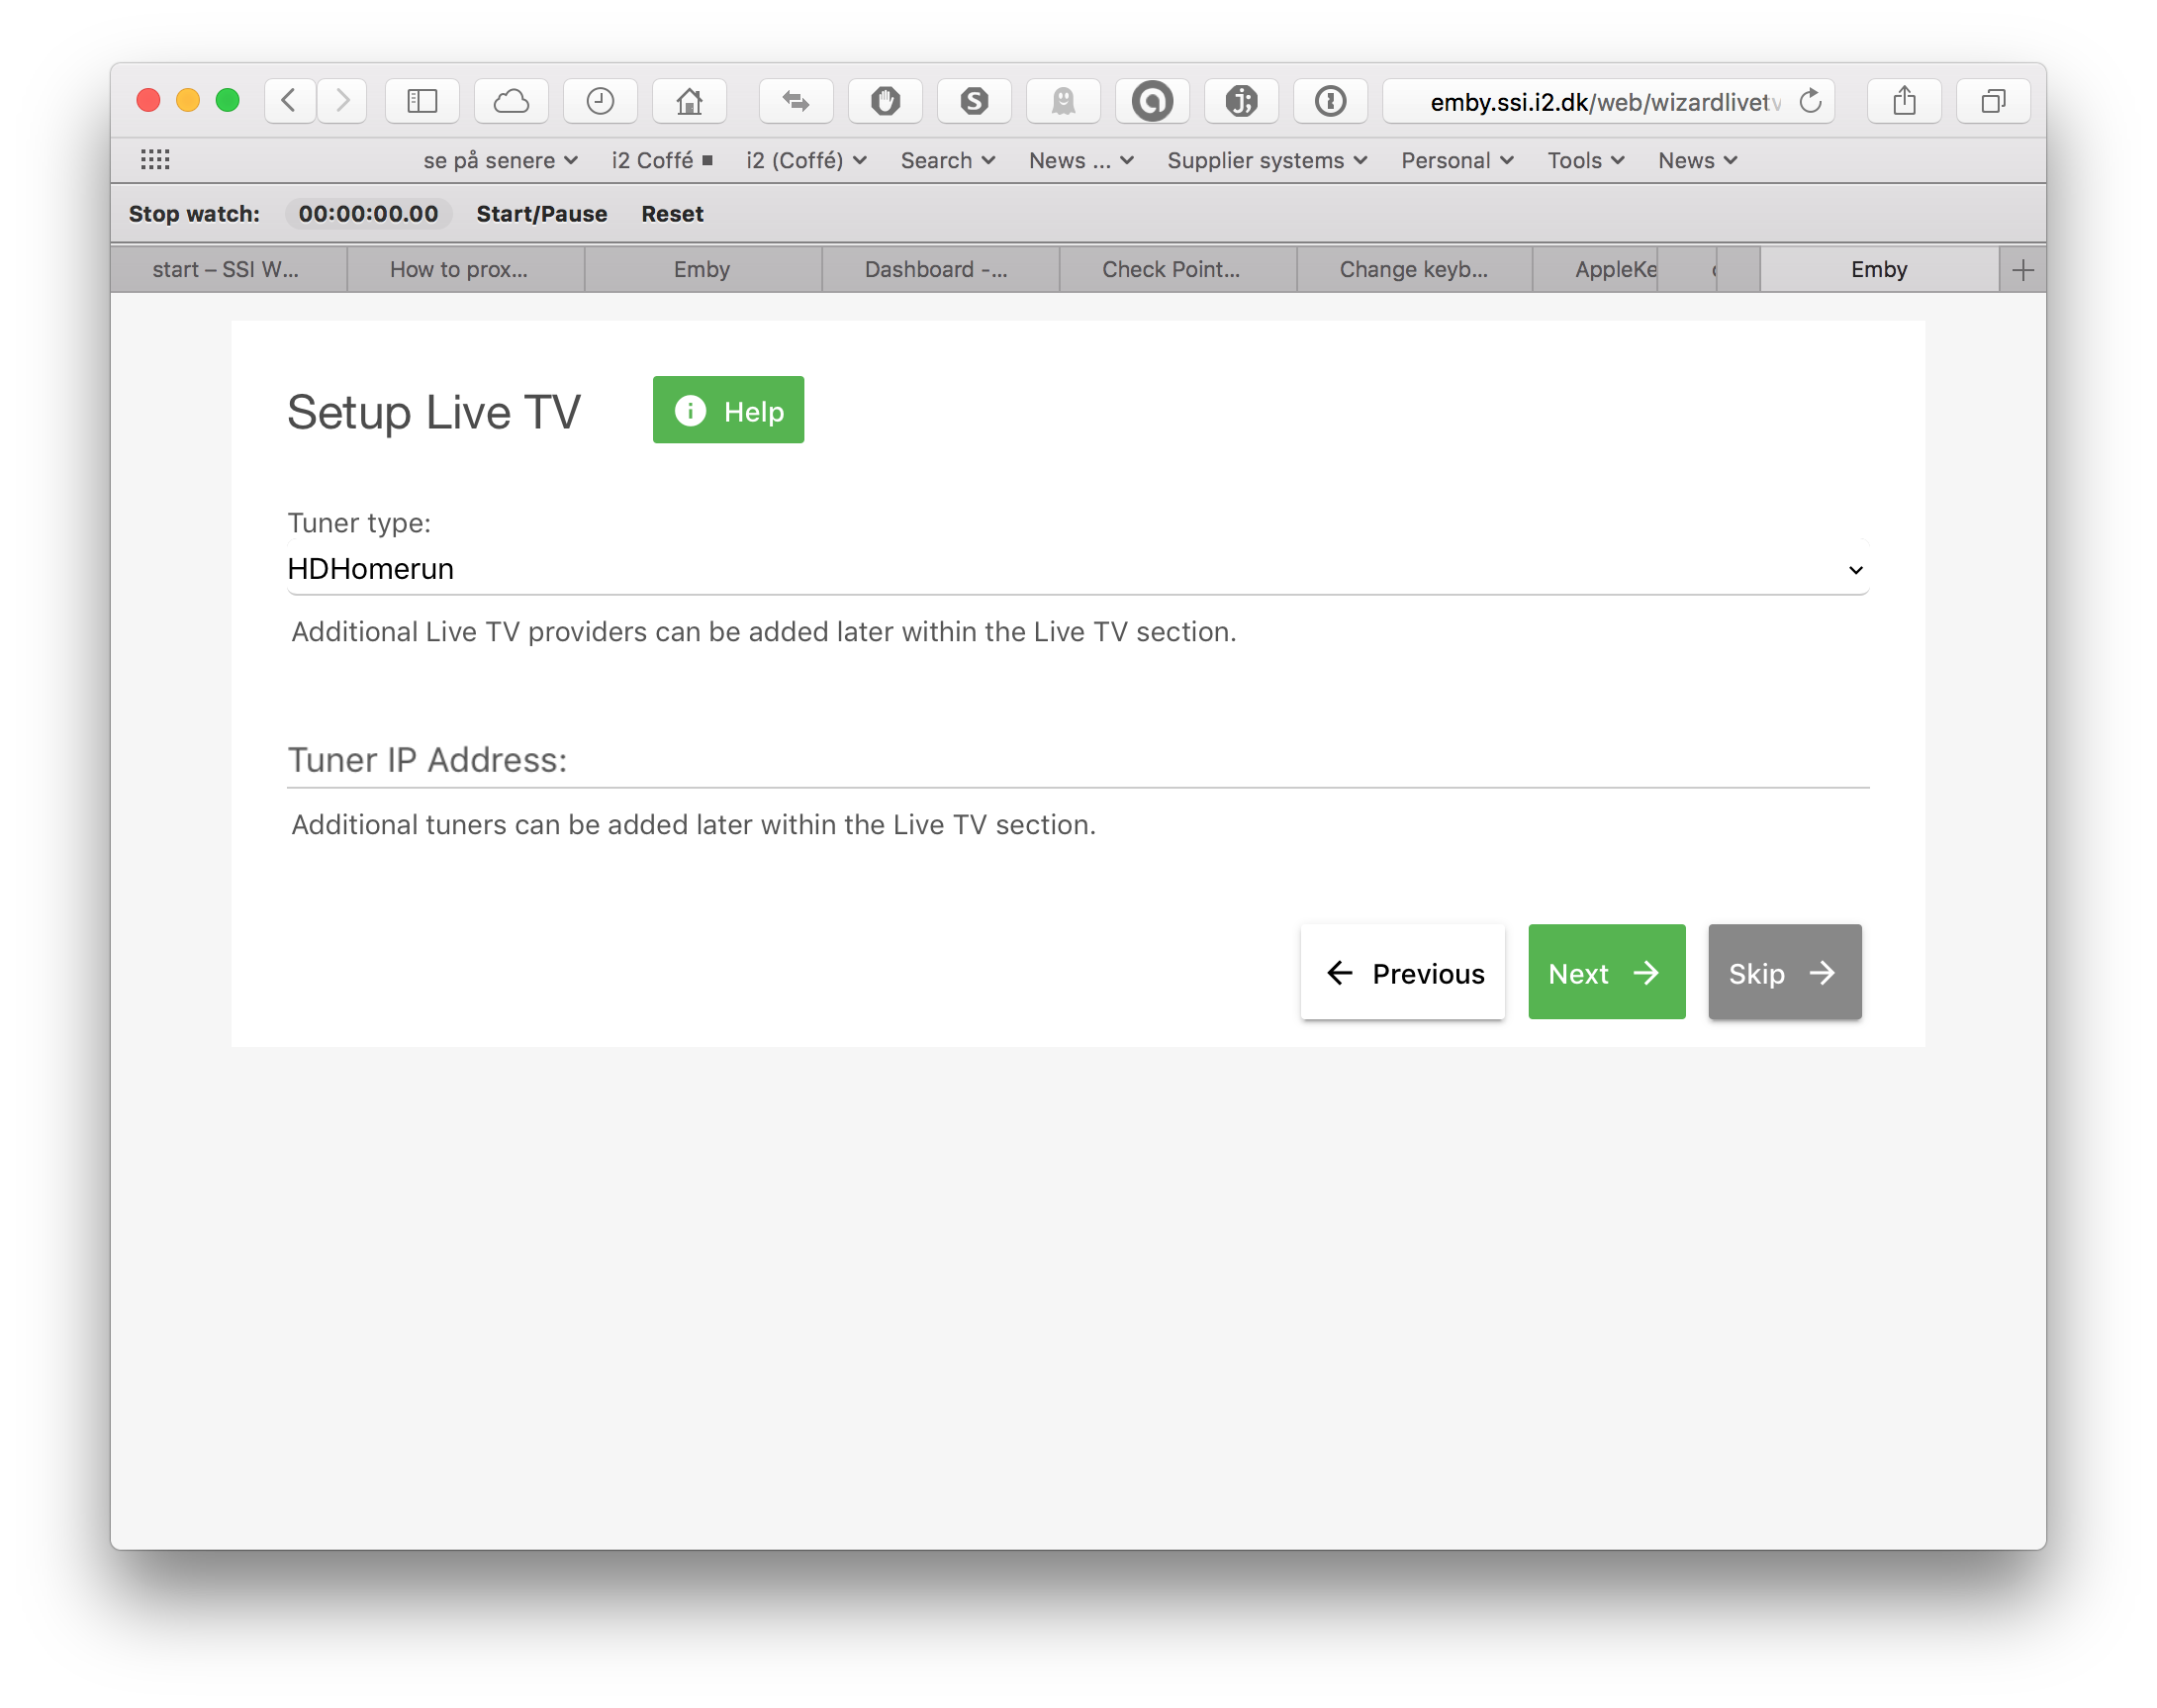 emby.ssi.i2.dk/web/wizardlivetv
se på senere i2 Coffé i2 (Coffé) Search News ... Supplier systems Personal Tools News
Stop watch: 00:00:00.00 Start/Pause Reset
start – SSI W... How to prox... Emby Dashboard -... Check Point... Change keyb... AppleKe Emby
Setup Live TV Help
Tuner type:
HDHomerun
Additional Live TV providers can be added later within the Live TV section.
Tuner IP Address:
Additional tuners can be added later within the Live TV section.
Previous Next Skip